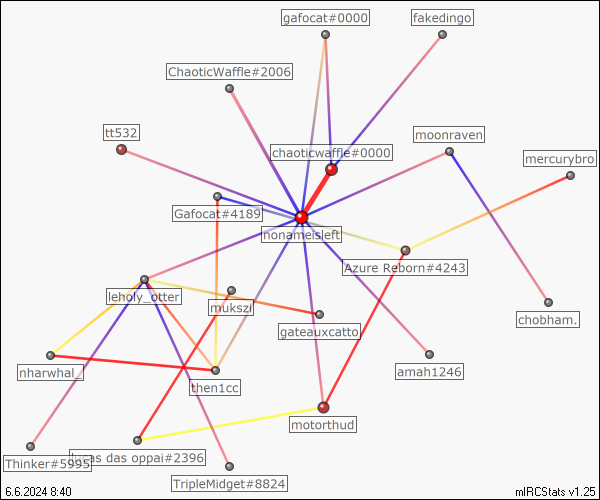 gafocat#0000
fakedingo
ChaoticWaffle#2006
tt532
moonraven
chaoticwaffle#0000
mercurybro
Gafocat#4189
nonameisleft
Azure Reborn#4243
leholy_otter
mukszi
gateauxcatto
chobham.
nharwhal_
then1cc
amah1246
motorthud
Thinker#5995
as das oppai#2396
TripleMidget#8824
6.6.2024 8:40
mIRCStats v1.25